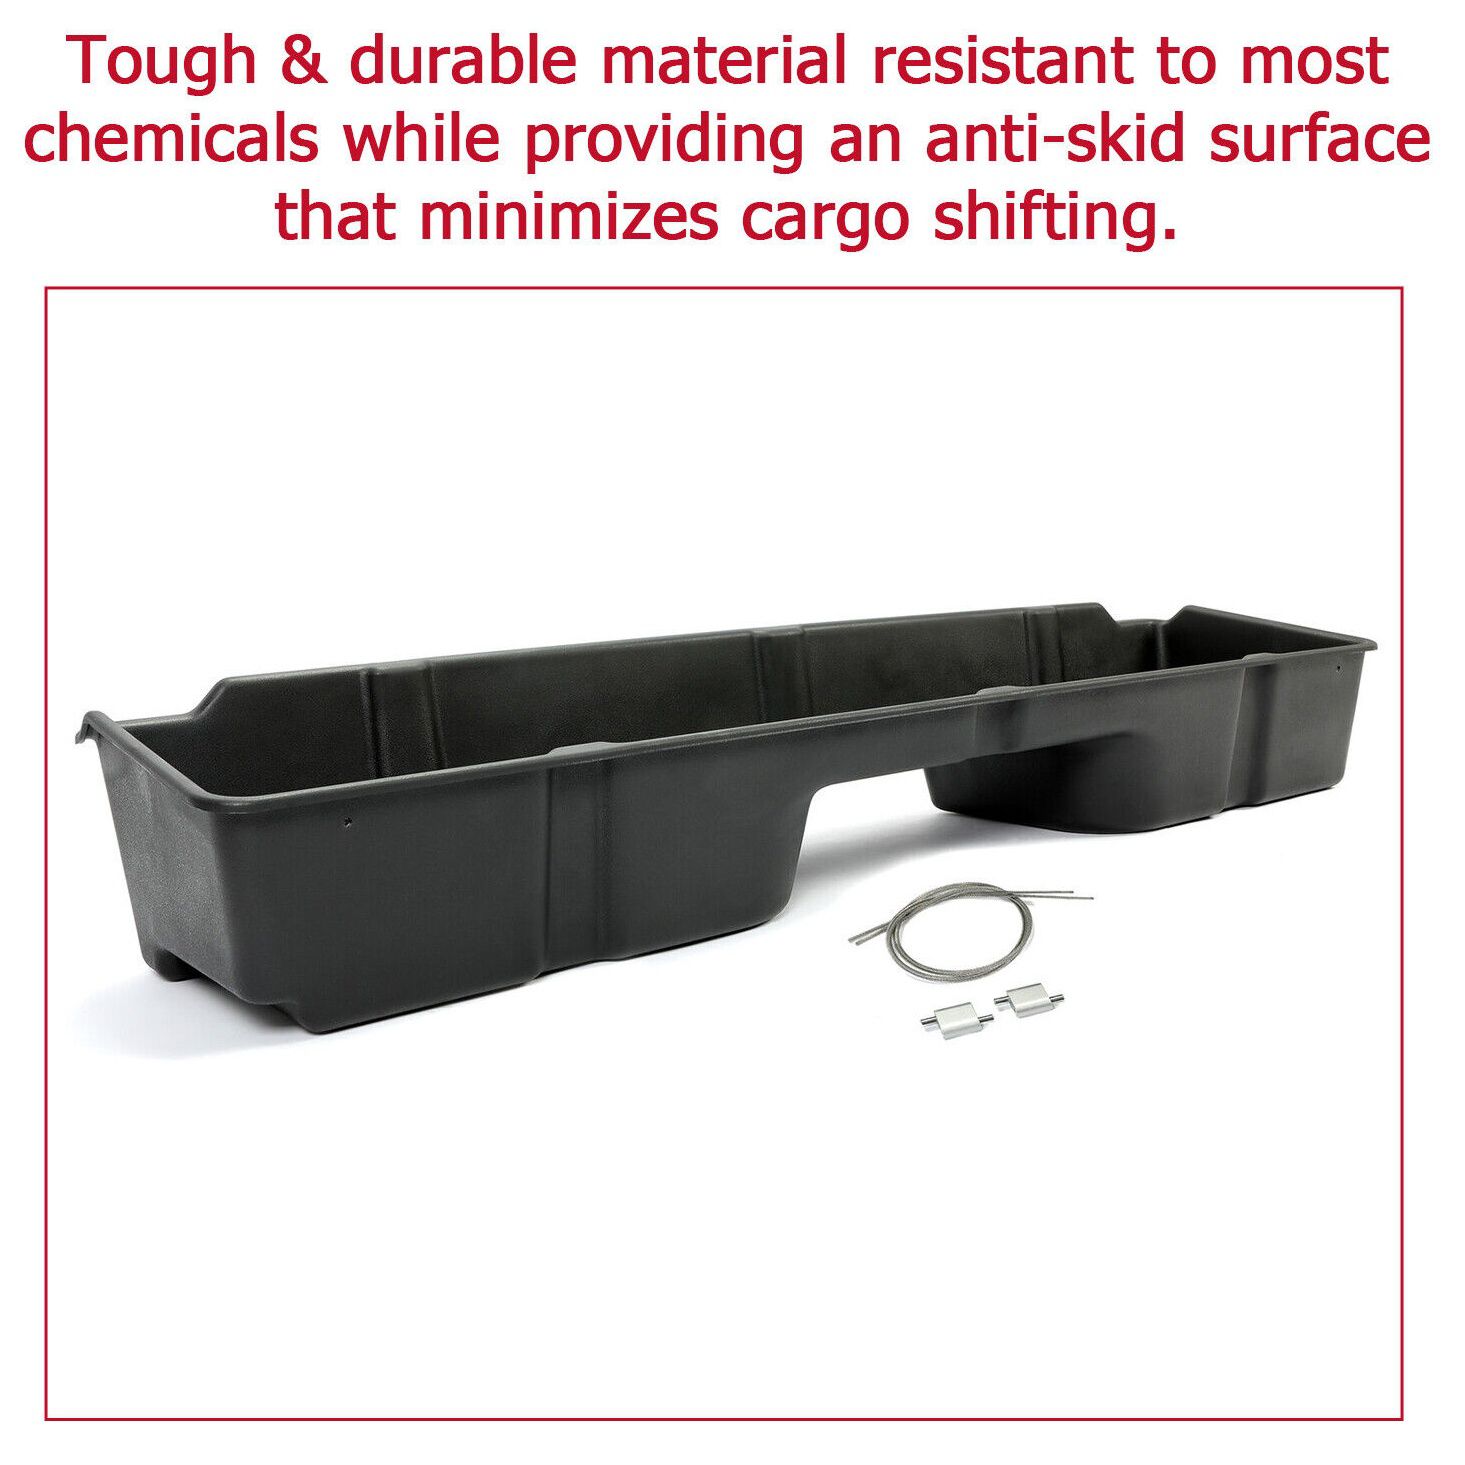 Tough & durable material resistant to most
chemicals while providing an anti-skid surface
that minimizes cargo shifting.